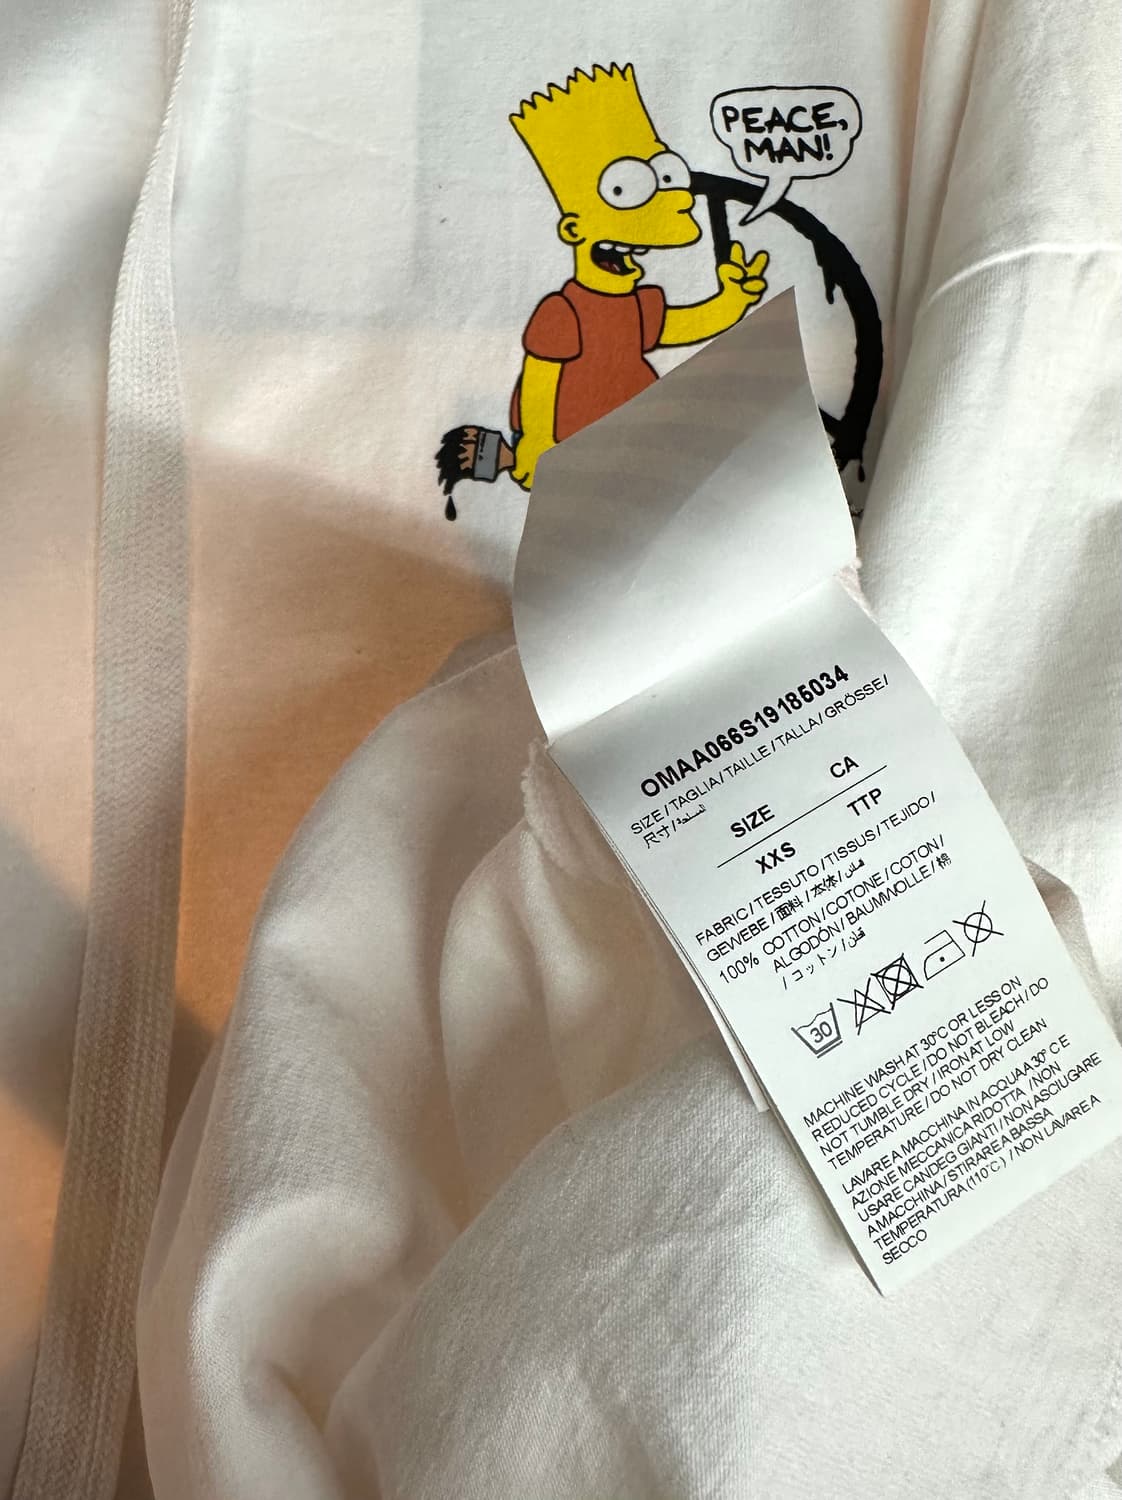 PEACE,
MAN!
OMAA066S19185034
SIZE / TAGLIA / TAILLE / TALLA / GRÖSSE /
尺寸 /
SIZE CA
XXS TTP
FABRIC / TESSUTO / TISSUS / TEJIDO /
GEWEBE / 面料 / 本体 / قماش
100% COTTON / COTONE / COTON /
ALGODÓN / BAUMWOLLE / 棉
/ コットン / قطن
30
MACHINE WASH AT 30°C OR LESS ON
REDUCED CYCLE / DO NOT BLEACH / DO
NOT TUMBLE DRY / IRON AT LOW
TEMPERATURE / DO NOT DRY CLEAN
LAVARE A MACCHINA IN ACQUA A 30° C E
AZIONE MECCANICA RIDOTTA / NON
USARE CANDEG GIANTI / NON ASCIUGARE
A MACCHINA / STIRARE A BASSA
TEMPERATURA (110°C) / NON LAVARE A
SECCO